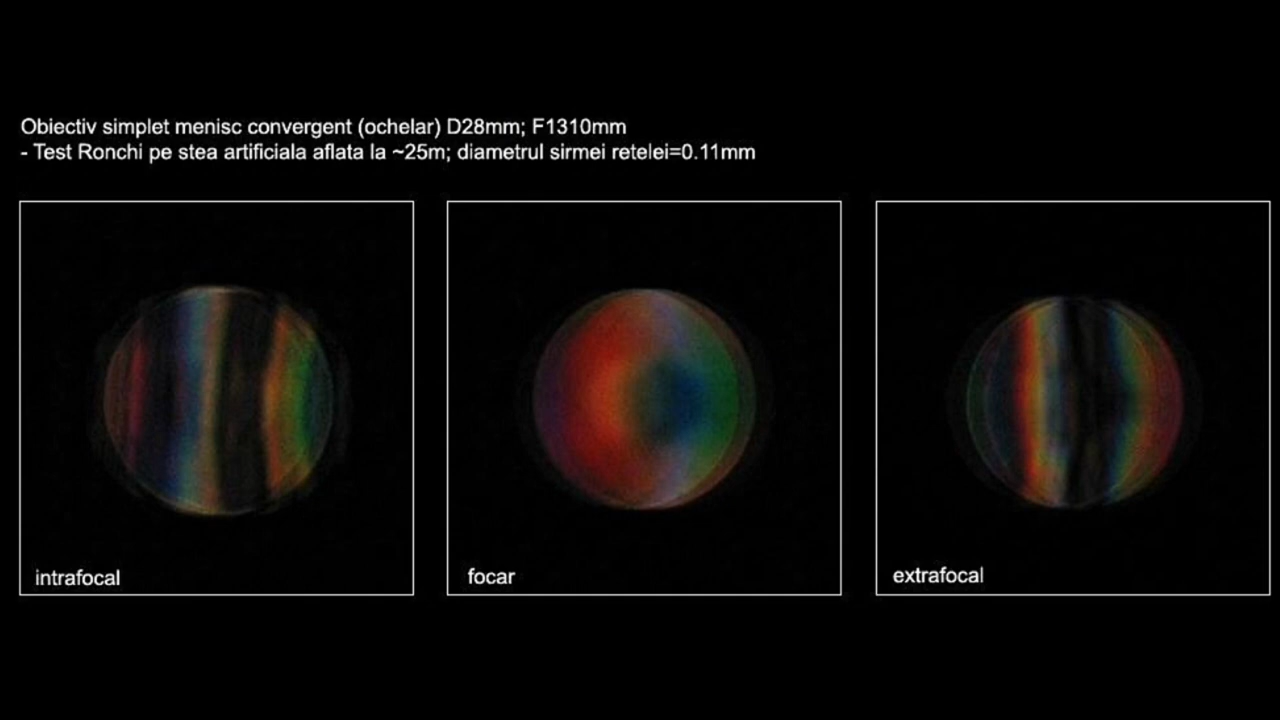 Obiectiv simplet menisc convergent (ochelar) D28mm; F1310mm
- Test Ronchi pe stea artificiala aflata la ~25m; diametrul sirmei retelei=0.11mm
intrafocal
focar
extrafocal